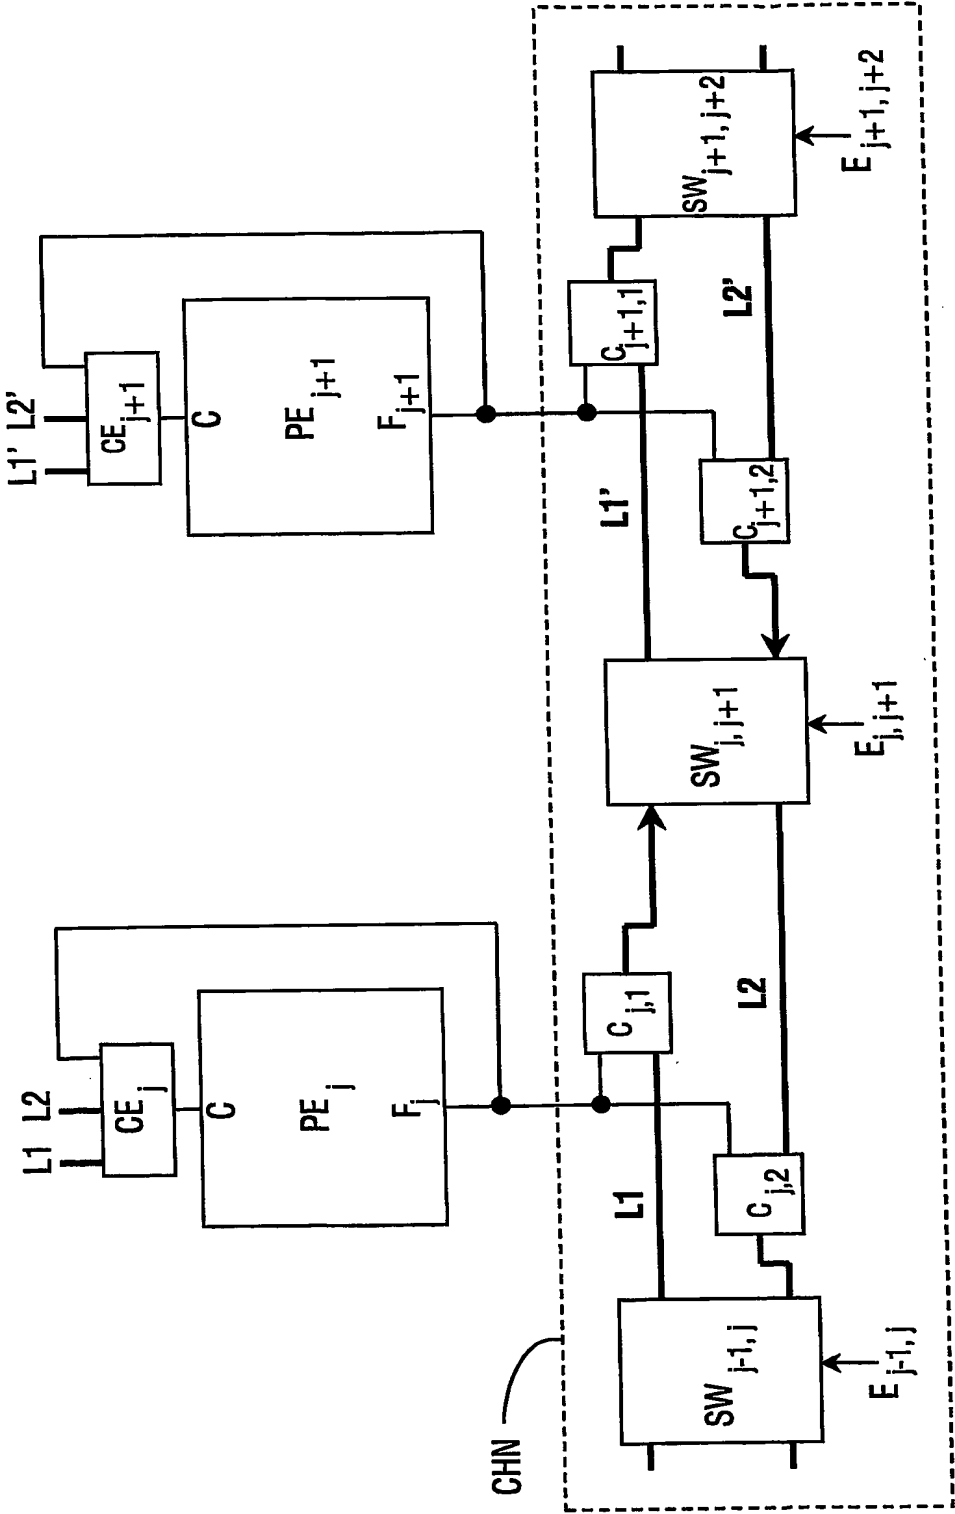 L1 L2
CE j
C
PE j
F j
L1' L2'
CE j+1
C
PE j+1
F j+1
CHN
SW j-1, j
E j-1, j
L1
C j,2
C j,1
L2
SW j, j+1
E j, j+1
L1'
C j+1,2
C j+1,1
L2'
SW j+1, j+2
E j+1, j+2